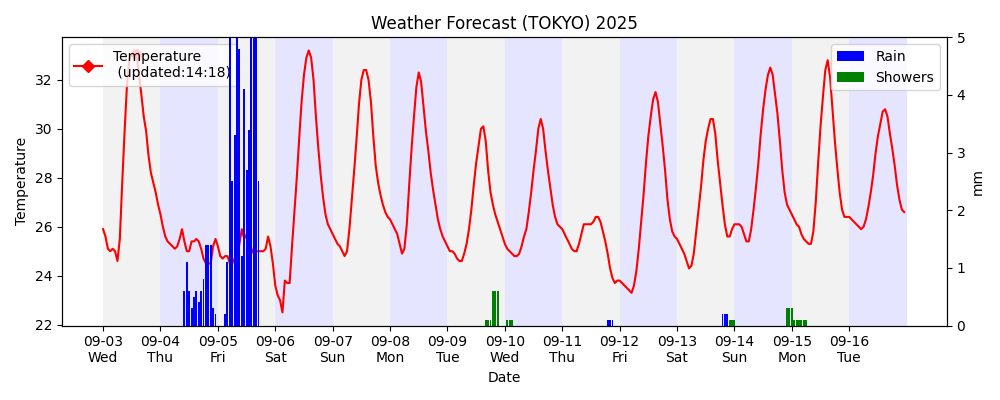 Weather Forecast (TOKYO) 2025
Temperature
(updated:14:18)
Rain
Showers
Temperature
32
30
28
26
24
22
5
4
3
2
1
0
mm
09-03 09-04 09-05 09-06 09-07 09-08 09-09 09-10 09-11 09-12 09-13 09-14 09-15 09-16
Wed Thu Fri Sat Sun Mon Tue Wed Thu Fri Sat Sun Mon Tue
Date